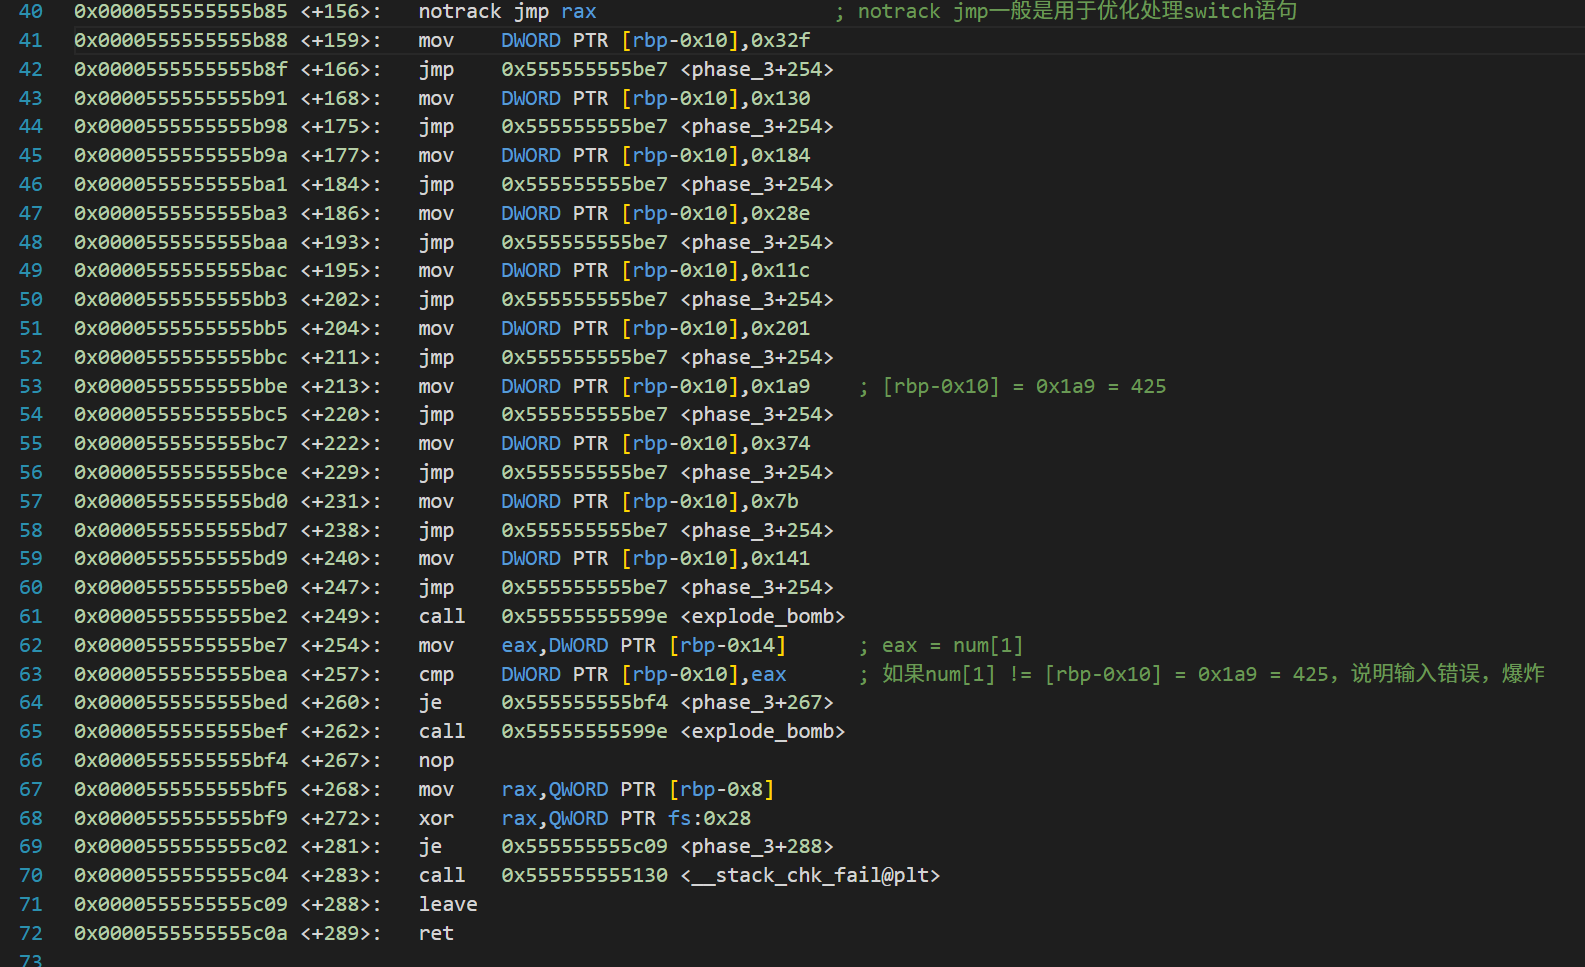 40 0x0000555555555b85 <+156>: notrack jmp rax ; notrack jmp一般是用于优化处理switch语句
41 0x0000555555555b88 <+159>: mov DWORD PTR [rbp-0x10],0x32f
42 0x0000555555555b8f <+166>: jmp 0x555555555be7 <phase_3+254>
43 0x0000555555555b91 <+168>: mov DWORD PTR [rbp-0x10],0x130
44 0x0000555555555b98 <+175>: jmp 0x555555555be7 <phase_3+254>
45 0x0000555555555b9a <+177>: mov DWORD PTR [rbp-0x10],0x184
46 0x0000555555555ba1 <+184>: jmp 0x555555555be7 <phase_3+254>
47 0x0000555555555ba3 <+186>: mov DWORD PTR [rbp-0x10],0x28e
48 0x0000555555555baa <+193>: jmp 0x555555555be7 <phase_3+254>
49 0x0000555555555bac <+195>: mov DWORD PTR [rbp-0x10],0x11c
50 0x0000555555555bb3 <+202>: jmp 0x555555555be7 <phase_3+254>
51 0x0000555555555bb5 <+204>: mov DWORD PTR [rbp-0x10],0x201
52 0x0000555555555bbc <+211>: jmp 0x555555555be7 <phase_3+254>
53 0x0000555555555bbe <+213>: mov DWORD PTR [rbp-0x10],0x1a9 ; [rbp-0x10] = 0x1a9 = 425
54 0x0000555555555bc5 <+220>: jmp 0x555555555be7 <phase_3+254>
55 0x0000555555555bc7 <+222>: mov DWORD PTR [rbp-0x10],0x374
56 0x0000555555555bce <+229>: jmp 0x555555555be7 <phase_3+254>
57 0x0000555555555bd0 <+231>: mov DWORD PTR [rbp-0x10],0x7b
58 0x0000555555555bd7 <+238>: jmp 0x555555555be7 <phase_3+254>
59 0x0000555555555bd9 <+240>: mov DWORD PTR [rbp-0x10],0x141
60 0x0000555555555be0 <+247>: jmp 0x555555555be7 <phase_3+254>
61 0x0000555555555be2 <+249>: call 0x55555555599e <explode_bomb>
62 0x0000555555555be7 <+254>: mov eax,DWORD PTR [rbp-0x14] ; eax = num[1]
63 0x0000555555555bea <+257>: cmp DWORD PTR [rbp-0x10],eax ; 如果num[1] != [rbp-0x10] = 0x1a9 = 425，说明输入错误，爆炸
64 0x0000555555555bed <+260>: je 0x555555555bf4 <phase_3+267>
65 0x0000555555555bef <+262>: call 0x55555555599e <explode_bomb>
66 0x0000555555555bf4 <+267>: nop
67 0x0000555555555bf5 <+268>: mov rax,QWORD PTR [rbp-0x8]
68 0x0000555555555bf9 <+272>: xor rax,QWORD PTR fs:0x28
69 0x0000555555555c02 <+281>: je 0x555555555c09 <phase_3+288>
70 0x0000555555555c04 <+283>: call 0x555555555130 <__stack_chk_fail@plt>
71 0x0000555555555c09 <+288>: leave
72 0x0000555555555c0a <+289>: ret
73